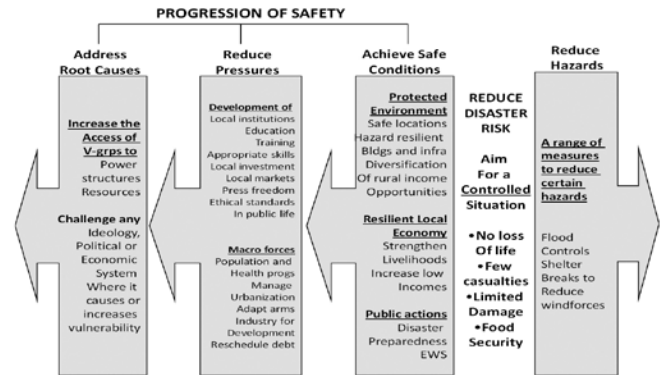 PROGRESSION OF SAFETY
Address
Root Causes
Increase the
Access of
V-grps to
Power
structures
Resources
Challenge any
Ideology,
Political or
Economic
System
Where it
causes or
increases
vulnerability
Reduce
Pressures
Development of
Local institutions
Education
Training
Appropriate skills
Local investment
Local markets
Press freedom
Ethical standards
In public life
Macro forces
Population and
Health progs
Manage
Urbanization
Adapt arms
Industry for
Development
Reschedule debt
Achieve Safe
Conditions
Protected
Environment
Safe locations
Hazard resilient
Bldgs and infra
Diversification
Of rural income
Opportunities
Resilient Local
Economy
Strengthen
Livelihoods
Increase low
Incomes
Public actions
Disaster
Preparedness
EWS
REDUCE
DISASTER
RISK
Aim
For a
Controlled
Situation
•No loss
Of life
•Few
casualties
•Limited
Damage
•Food
Security
Reduce
Hazards
A range of
measures
to reduce
certain
hazards
Flood
Controls
Shelter
Breaks to
Reduce
windforces